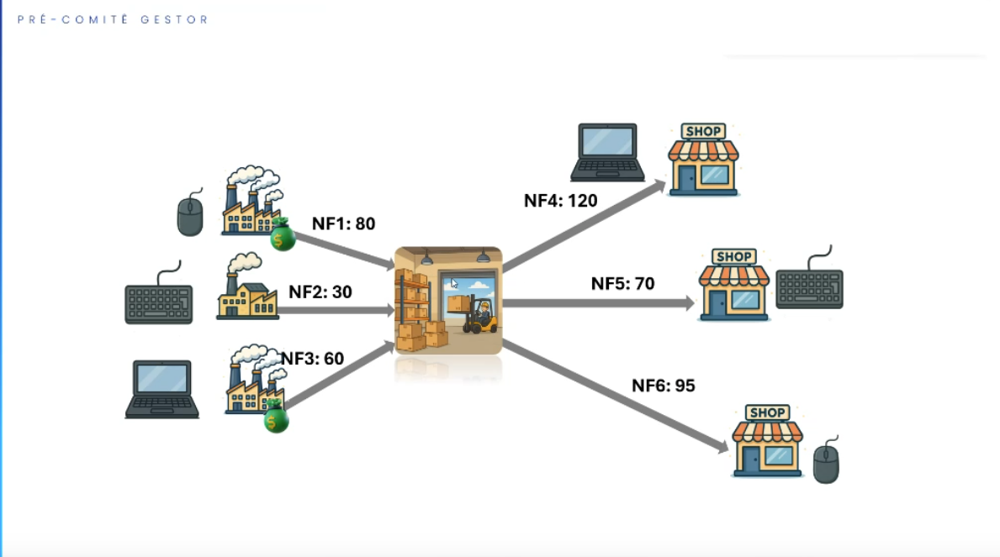 PRÉ-COMITÊ GESTOR
SHOP
NF4: 120
NF1: 80
SHOP
NF5: 70
NF2: 30
NF3: 60
NF6: 95
SHOP